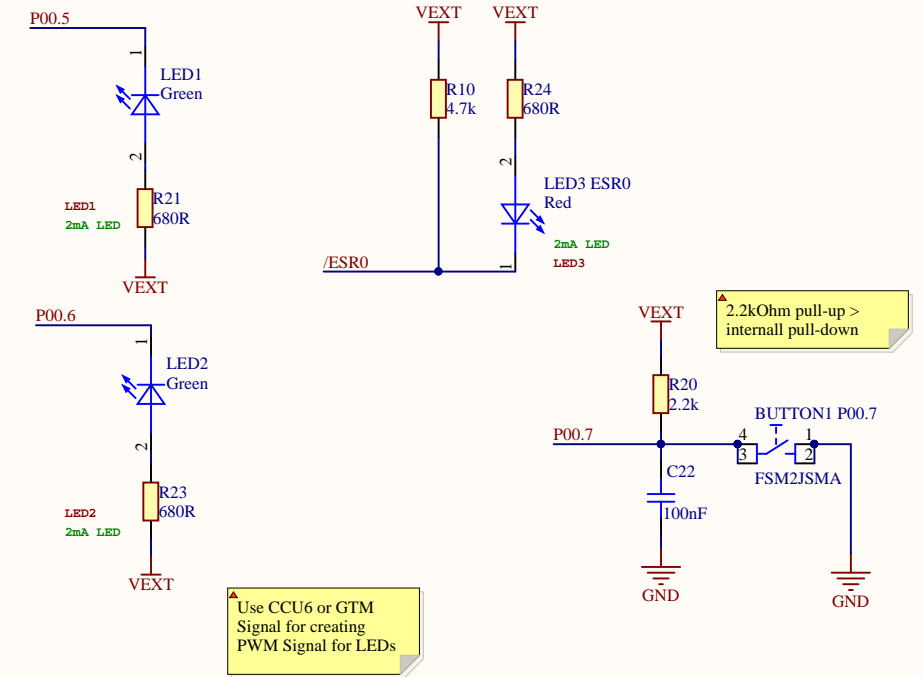 P00.5
1
LED1
Green
2
R21
680R
LED1
2mA LED
VEXT
VEXT
VEXT
R10
4.7k
R24
680R
2
LED3 ESR0
Red
2mA LED
LED3
1
/ESR0
P00.6
1
LED2
Green
2
R23
680R
LED2
2mA LED
VEXT
2.2kOhm pull-up >
internall pull-down
VEXT
R20
2.2k
P00.7
BUTTON1 P00.7
4
1
3
2
FSM2JSMA
C22
100nF
GND
GND
Use CCU6 or GTM
Signal for creating
PWM Signal for LEDs